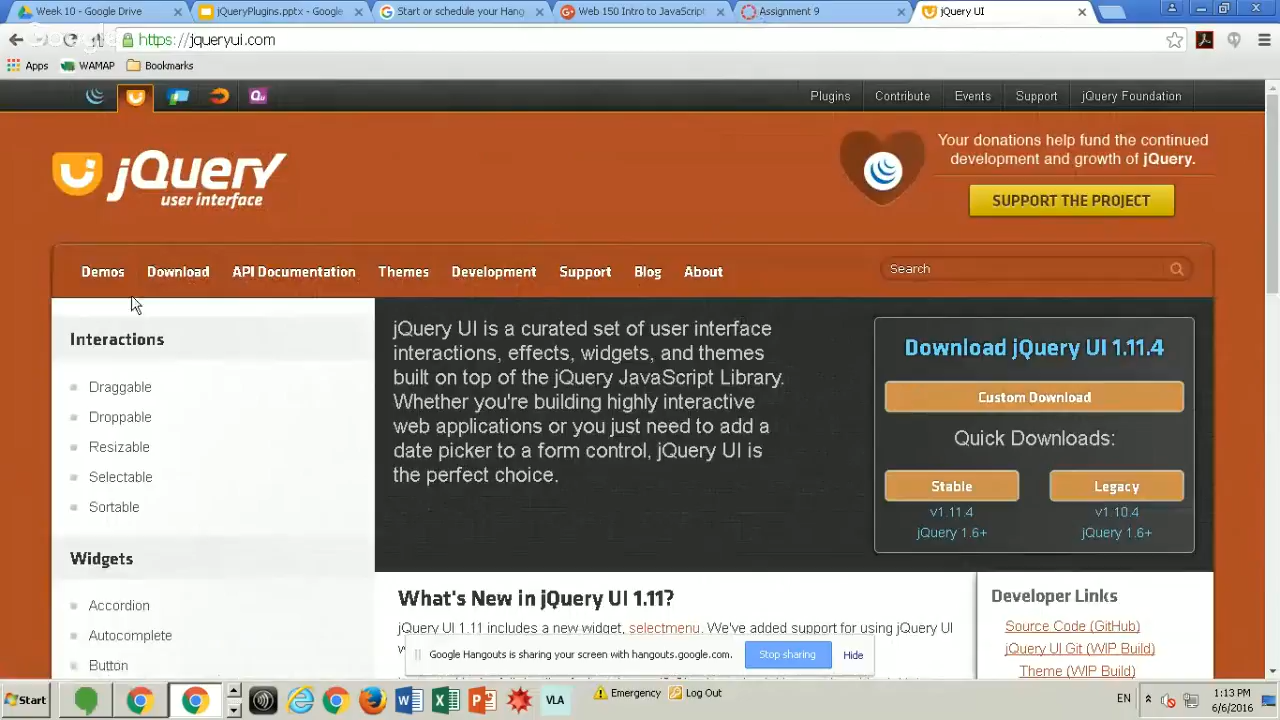 Week 10 - Google Drive
jQueryPlugins.pptx - Google
Start or schedule your Hang
Web 150 Intro to JavaScript
Assignment 9
jQuery UI
https://jqueryui.com
Apps
WAMAP
Bookmarks
Plugins
Contribute
Events
Support
jQuery Foundation
jQuery
user interface
Your donations help fund the continued
development and growth of jQuery.
SUPPORT THE PROJECT
Demos
Download
API Documentation
Themes
Development
Support
Blog
About
Search
Interactions
Draggable
Droppable
Resizable
Selectable
Sortable
Widgets
Accordion
Autocomplete
Button
jQuery UI is a curated set of user interface
interactions, effects, widgets, and themes
built on top of the jQuery JavaScript Library.
Whether you're building highly interactive
web applications or you just need to add a
date picker to a form control, jQuery UI is
the perfect choice.
Download jQuery UI 1.11.4
Custom Download
Quick Downloads:
Stable
v1.11.4
jQuery 1.6+
Legacy
v1.10.4
jQuery 1.6+
What's New in jQuery UI 1.11?
jQuery UI 1.11 includes a new widget, selectmenu. We've added support for using jQuery UI
Developer Links
Source Code (GitHub)
jQuery UI Git (WIP Build)
Theme (WIP Build)
Google Hangouts is sharing your screen with hangouts.google.com.
Stop sharing
Hide
Start
VLA
Emergency
Log Out
EN
1:13 PM
6/6/2016